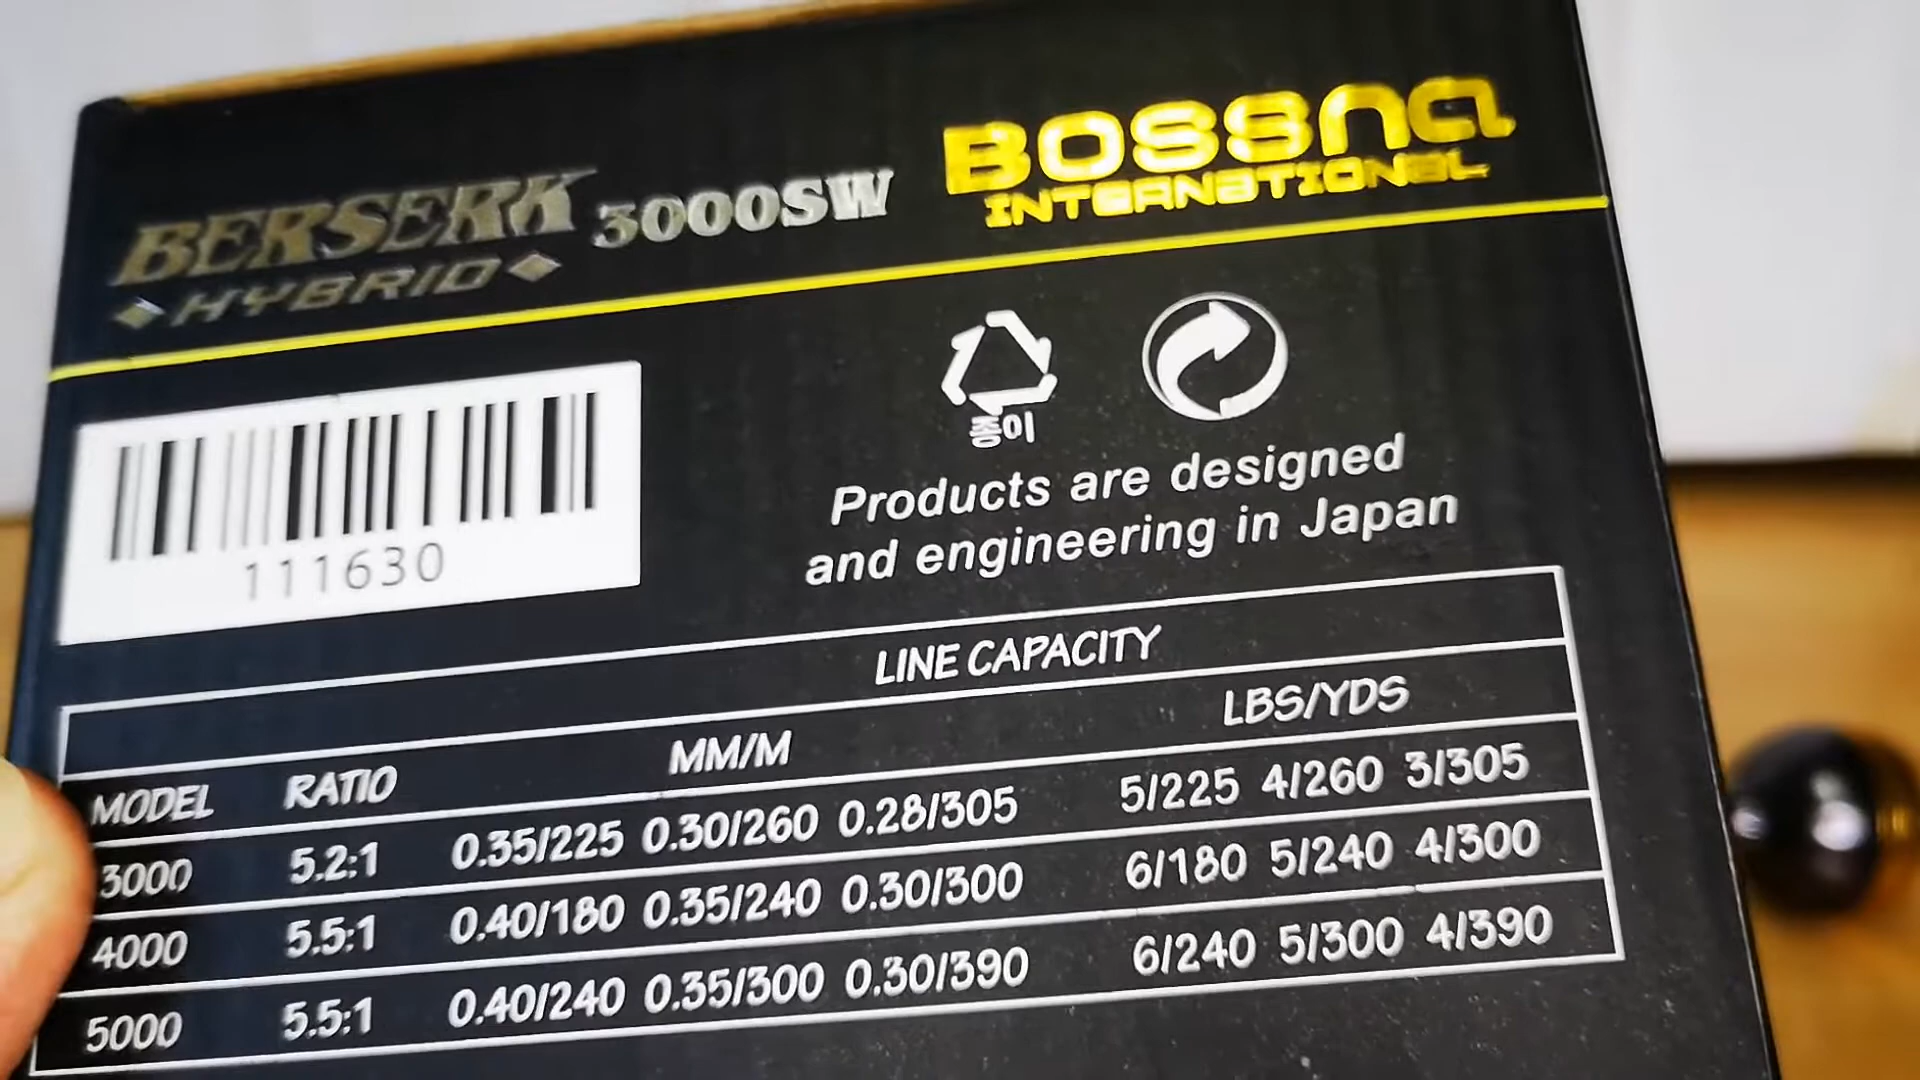 BERSERK 3000SW
HYBRID
BOSSNA
INTERNATIONAL
종이
Products are designed
and engineering in Japan
111630
LINE CAPACITY
MODEL RATIO MM/M LBS/YDS
3000 5.2:1 0.35/225 0.30/260 0.28/305 5/225 4/260 3/305
4000 5.5:1 0.40/180 0.35/240 0.30/300 6/180 5/240 4/300
5000 5.5:1 0.40/240 0.35/300 0.30/390 6/240 5/300 4/390